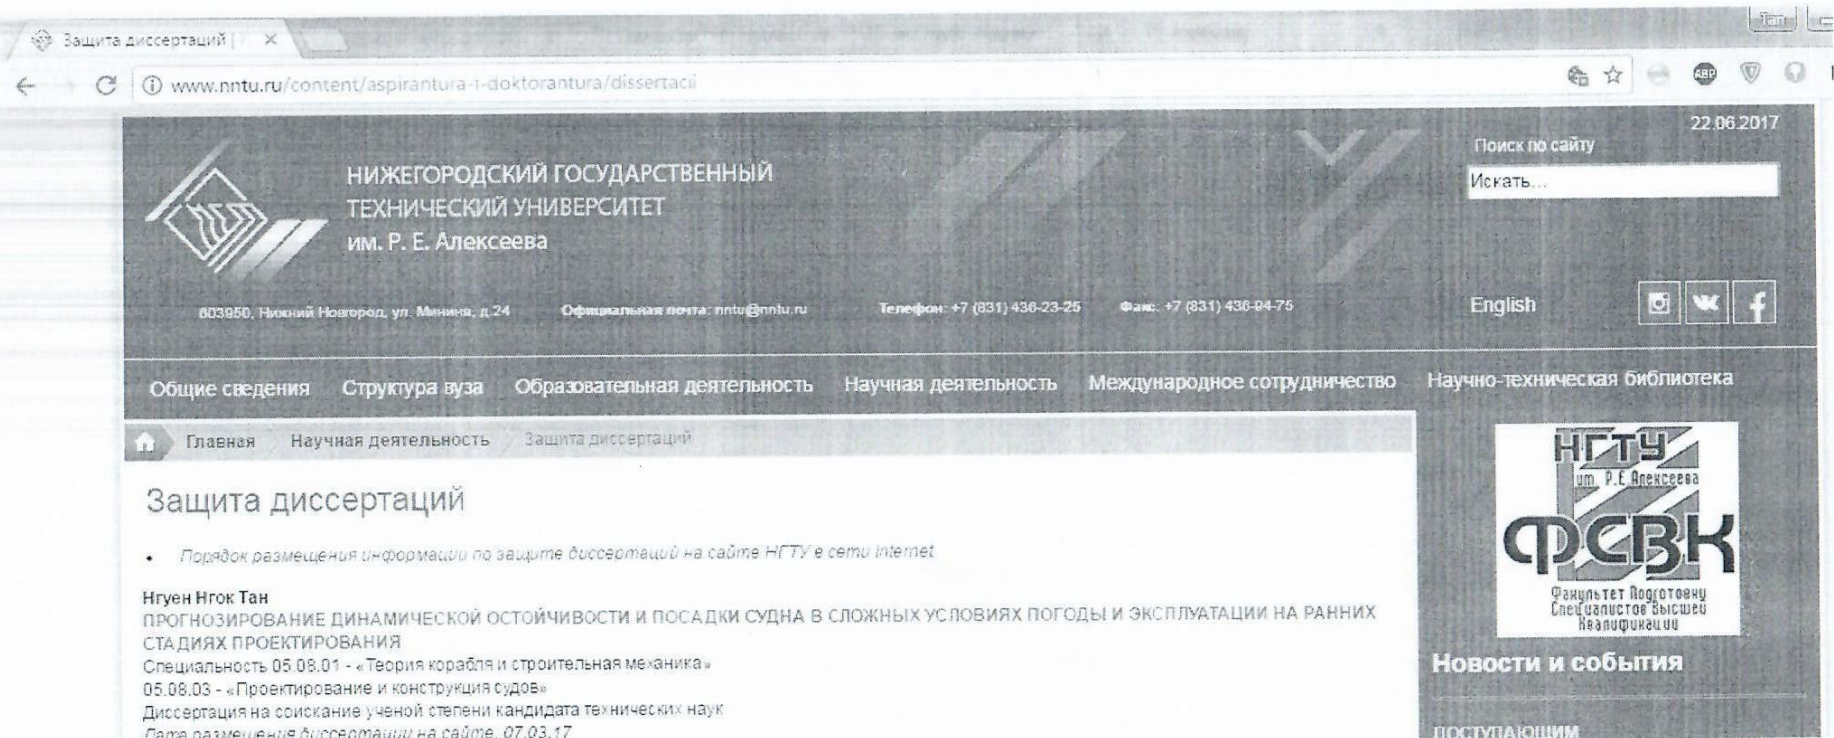 Tan
Защита диссертаций |
www.nntu.ru/content/aspirantura-i-doktorantura/dissertacii
ABP
22.06.2017
Поиск по сайту
Искать...
НИЖЕГОРОДСКИЙ ГОСУДАРСТВЕННЫЙ
ТЕХНИЧЕСКИЙ УНИВЕРСИТЕТ
им. Р. Е. Алексеева
603950, Нижний Новгород, ул. Минина, д.24 Официальная почта: nntu@nntu.ru Телефон: +7 (831) 436-23-25 Факс: +7 (831) 436-94-75
English
Общие сведения Структура вуза Образовательная деятельность Научная деятельность Международное сотрудничество Научно-техническая библиотека
Главная Научная деятельность Защита диссертаций
НГТУ
им. Р.Е.Алексеева
ФСВК
Факультет Подготовки
Специалистов Высшей
Квалификации
Защита диссертаций
• Порядок размещения информации по защите диссертаций на сайте НГТУ в сети Internet
Нгуен Нгок Тан
ПРОГНОЗИРОВАНИЕ ДИНАМИЧЕСКОЙ ОСТОЙЧИВОСТИ И ПОСАДКИ СУДНА В СЛОЖНЫХ УСЛОВИЯХ ПОГОДЫ И ЭКСПЛУАТАЦИИ НА РАННИХ
СТАДИЯХ ПРОЕКТИРОВАНИЯ
Специальность 05.08.01 - «Теория корабля и строительная механика»
05.08.03 - «Проектирование и конструкция судов»
Диссертация на соискание ученой степени кандидата технических наук
Дата размещения диссертации на сайте: 07.03.17
Новости и события
ПОСТУПАЮЩИМ